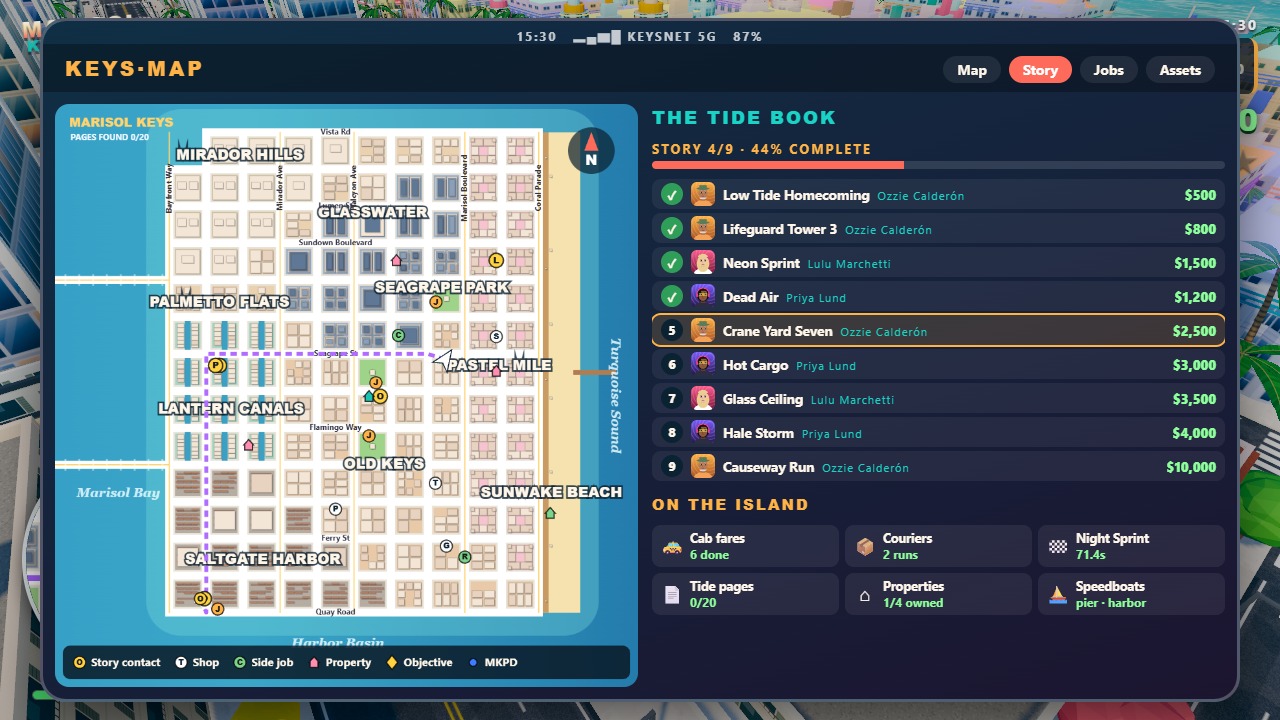 15:30 KEYSNET 5G 87%
KEYS·MAP
Map Story Jobs Assets
MARISOL KEYS
PAGES FOUND 0/20
N
Vista Rd
MIRADOR HILLS
Bayfront Way
Mirador Ave
Marisol Boulevard
Coral Parade
GLASSWATER
Sundown Boulevard
L
SEAGRAPE PARK
PALMETTO FLATS
J
C
S
Seagrape St
PASTEL MILE
P
J
O
Turquoise Sound
LANTERN CANALS
Flamingo Way
J
OLD KEYS
T
Marisol Bay
SUNWAKE BEACH
P
Ferry St
G
R
SALTGATE HARBOR
O
J
Quay Road
Harbor Basin
O Story contact
T Shop
C Side job
Property
Objective
MKPD
THE TIDE BOOK
STORY 4/9 · 44% COMPLETE
✓ Low Tide Homecoming Ozzie Calderón $500
✓ Lifeguard Tower 3 Ozzie Calderón $800
✓ Neon Sprint Lulu Marchetti $1,500
✓ Dead Air Priya Lund $1,200
5 Crane Yard Seven Ozzie Calderón $2,500
6 Hot Cargo Priya Lund $3,000
7 Glass Ceiling Lulu Marchetti $3,500
8 Hale Storm Priya Lund $4,000
9 Causeway Run Ozzie Calderón $10,000
ON THE ISLAND
Cab fares
6 done
Couriers
2 runs
Night Sprint
71.4s
Tide pages
0/20
Properties
1/4 owned
Speedboats
pier · harbor